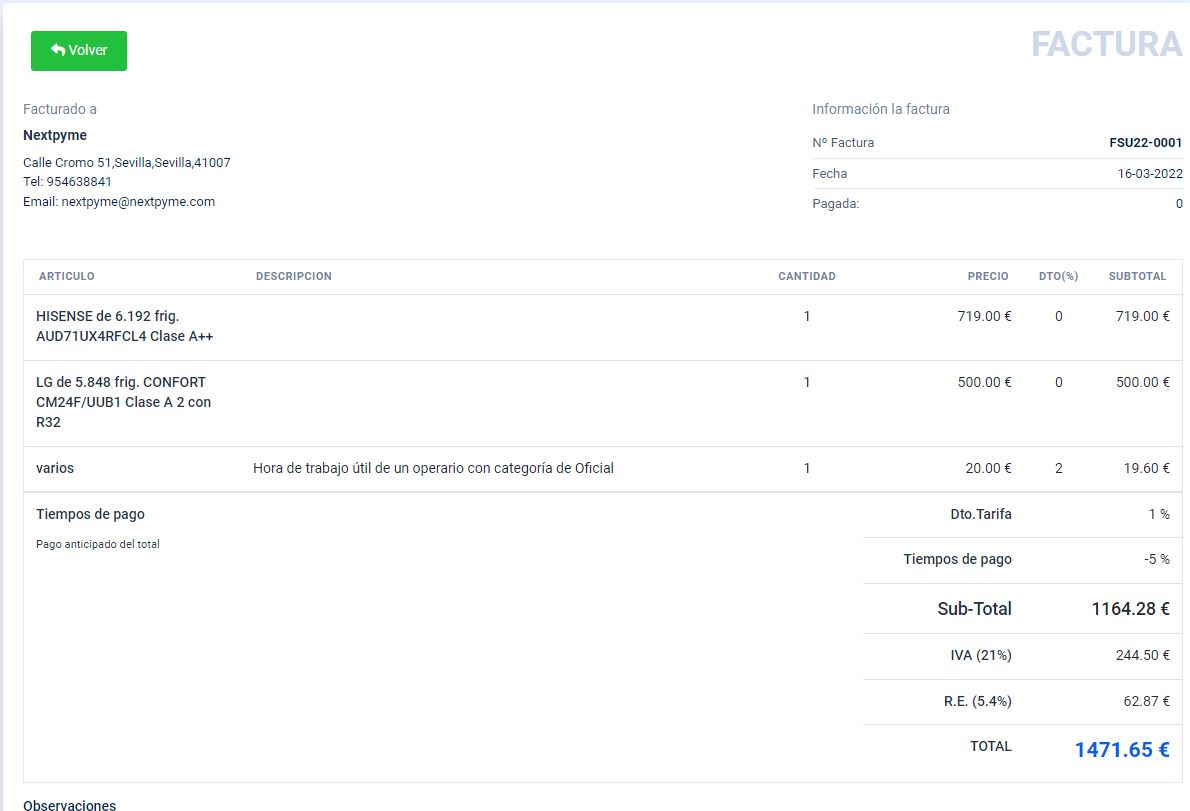 Volver
FACTURA
Facturado a
Nextpyme
Calle Cromo 51,Sevilla,Sevilla,41007
Tel: 954638841
Email: nextpyme@nextpyme.com
Información la factura
Nº Factura FSU22-0001
Fecha 16-03-2022
Pagada: 0
ARTICULO DESCRIPCION CANTIDAD PRECIO DTO(%) SUBTOTAL
HISENSE de 6.192 frig. 1 719.00 € 0 719.00 €
AUD71UX4RFCL4 Clase A++
LG de 5.848 frig. CONFORT 1 500.00 € 0 500.00 €
CM24F/UUB1 Clase A 2 con
R32
varios Hora de trabajo útil de un operario con categoría de Oficial 1 20.00 € 2 19.60 €
Tiempos de pago
Pago anticipado del total
Dto.Tarifa 1 %
Tiempos de pago -5 %
Sub-Total 1164.28 €
IVA (21%) 244.50 €
R.E. (5.4%) 62.87 €
TOTAL 1471.65 €
Observaciones